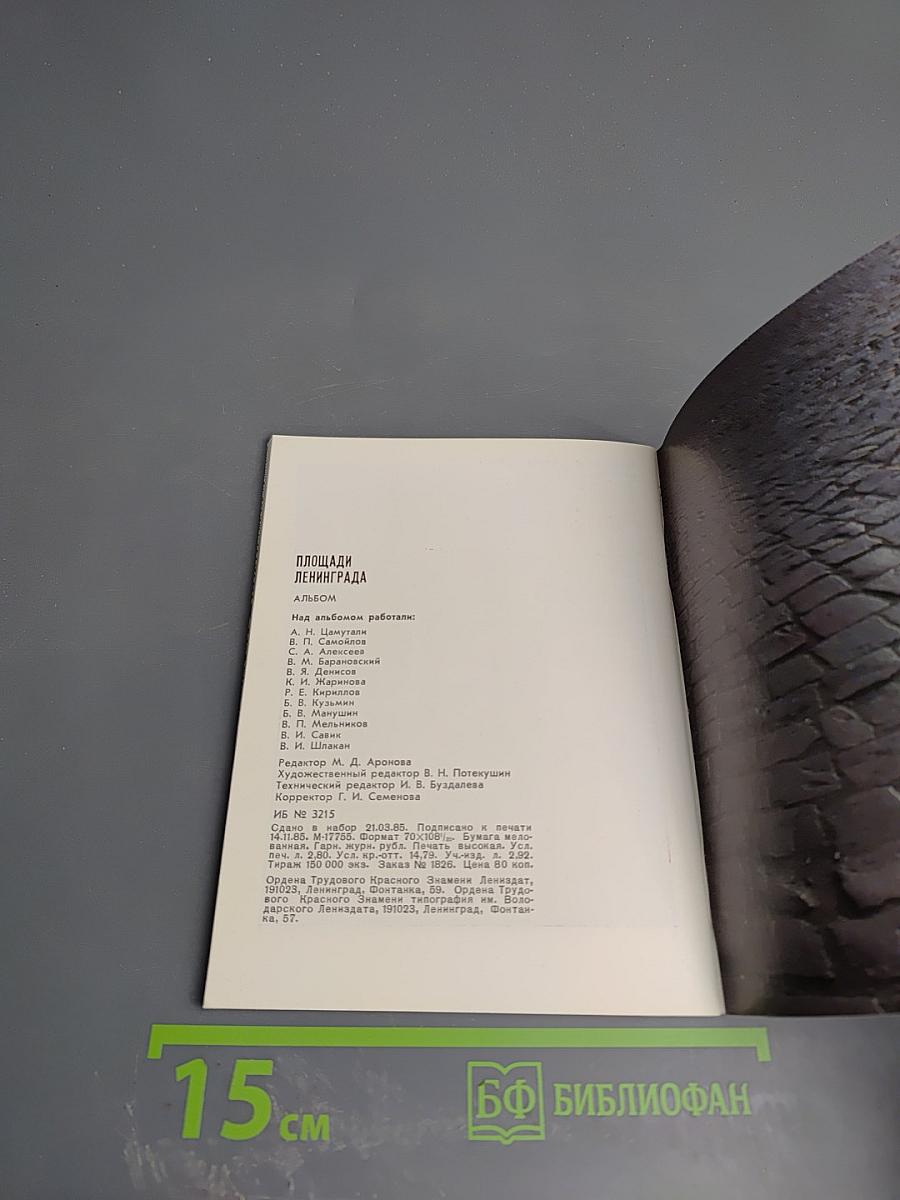 ПЛОЩАДИ
ЛЕНИНГРАДА
АЛЬБОМ
Над альбомом работали:
А. Н. Цамутали
В. П. Самойлов
С. А. Алексеев
В. М. Барановский
В. Я. Денисов
К. И. Жаринова
Р. Е. Кириллов
Б. В. Кузьмин
Б. В. Манушин
В. П. Мельников
В. И. Савик
В. И. Шлакан
Редактор М. Д. Аронова
Художественный редактор В. Н. Потекушин
Технический редактор И. В. Буздалева
Корректор Г. И. Семенова
ИБ № 3215
Сдано в набор 21.03.85. Подписано к печати
14.11.85. М-17755. Формат 70×108¹/₃₂. Бумага мело-
ванная. Гарн. журн. рубл. Печать высокая. Усл.
печ. л. 2,80. Усл. кр.-отт. 14,79. Уч.-изд. л. 2,92.
Тираж 150 000 экз. Заказ № 1826. Цена 80 коп.
Ордена Трудового Красного Знамени Лениздат,
191023, Ленинград, Фонтанка, 59. Ордена Трудо-
вого Красного Знамени типография им. Воло-
дарского Лениздата, 191023, Ленинград, Фонтан-
ка, 57.
15 см
БФ БИБЛИОФАН